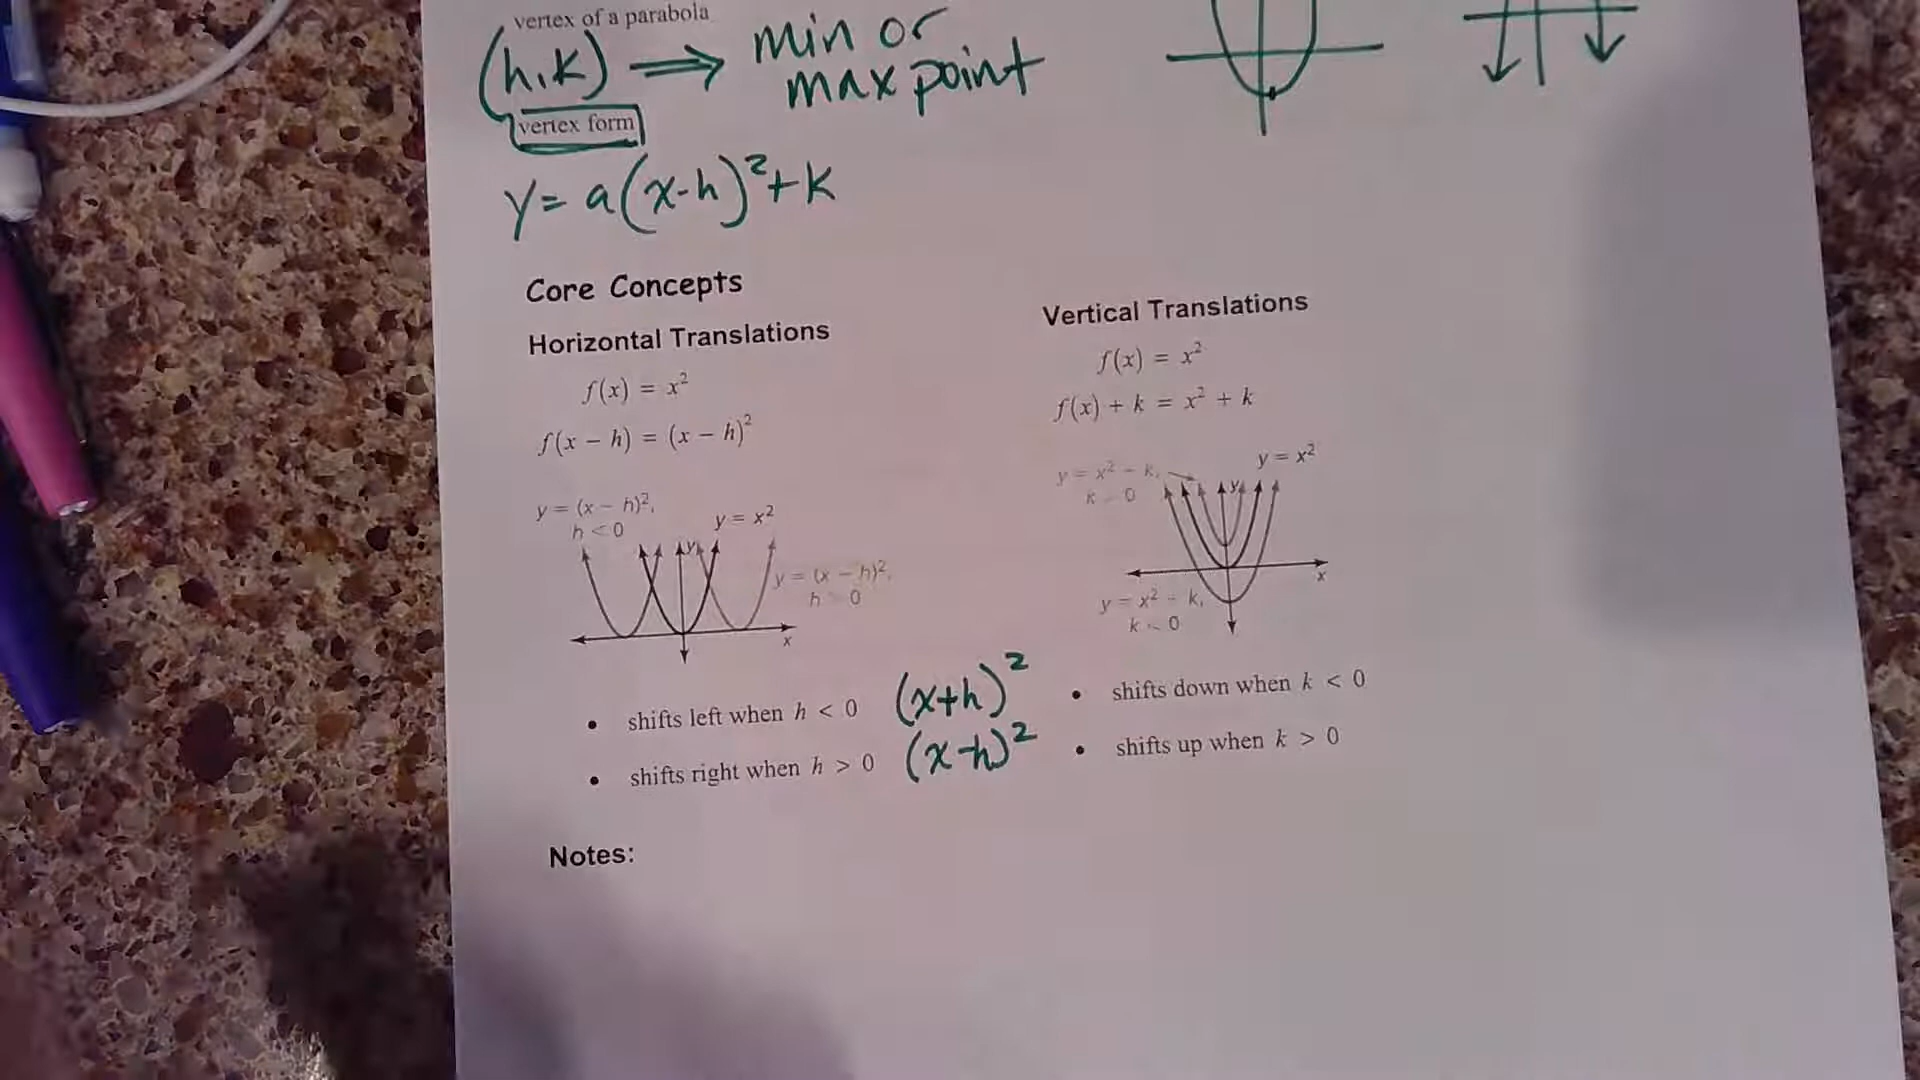 vertex of a parabola
(h,k) ⇒ min or
max point
vertex form
y = a(x-h)²+k
Core Concepts
Horizontal Translations
f(x) = x²
f(x − h) = (x − h)²
y = (x − h)²,
h < 0
y = x²
y
y = (x − h)²,
h 0
x
shifts left when h < 0 (x+h)²
shifts right when h > 0 (x-h)²
Vertical Translations
f(x) = x²
f(x) + k = x² + k
y = x²
y = x² k,
k 0
y
x
y = x² k,
k < 0
shifts down when k < 0
shifts up when k > 0
Notes: